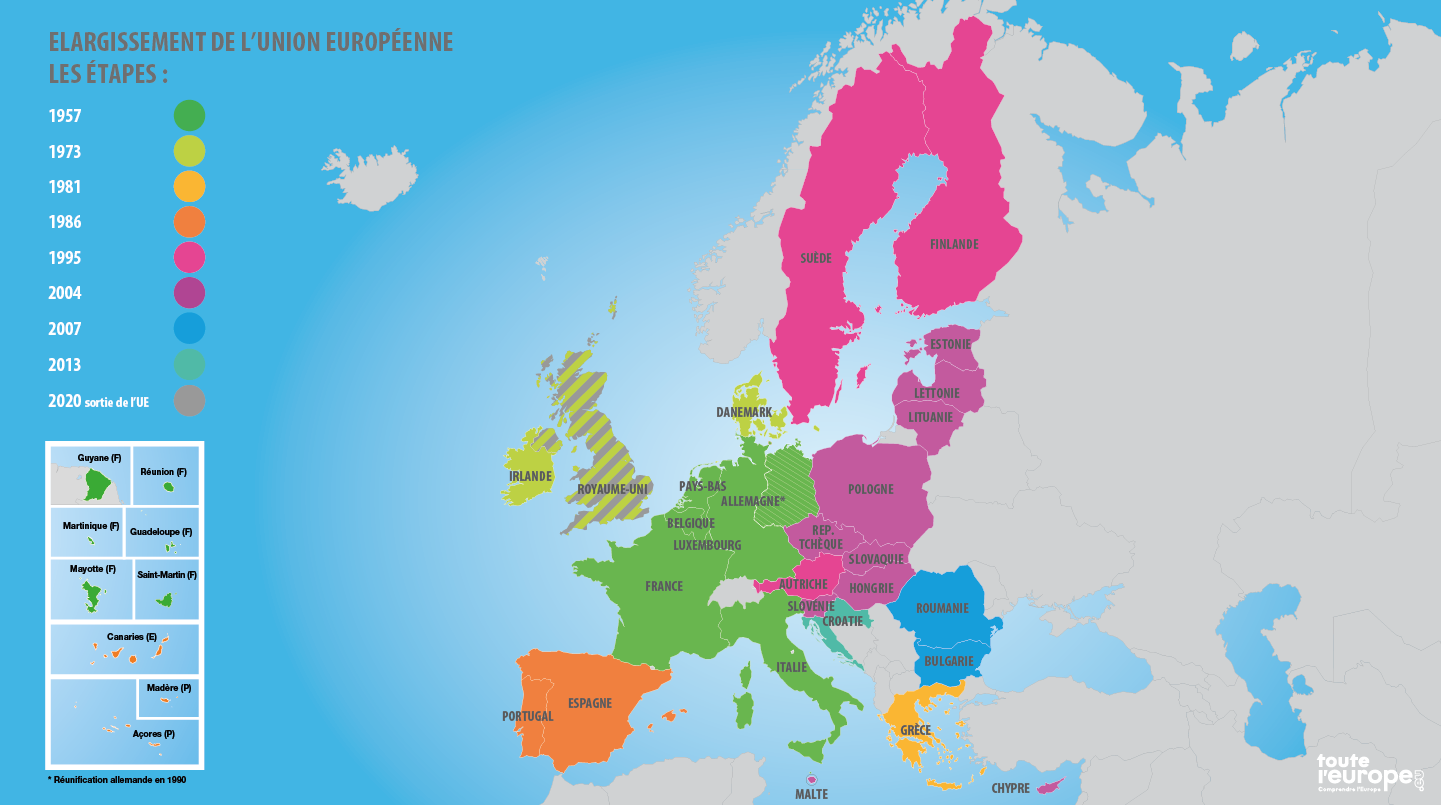 ELARGISSEMENT DE L'UNION EUROPÉENNE
LES ÉTAPES :
1957
1973
1981
1986
1995
2004
2007
2013
2020 sortie de l'UE
Guyane (F)
Réunion (F)
Martinique (F)
Guadeloupe (F)
Mayotte (F)
Saint-Martin (F)
Canaries (E)
Madère (P)
Açores (P)
* Réunification allemande en 1990
SUÈDE
FINLANDE
ESTONIE
LETTONIE
LITUANIE
DANEMARK
IRLANDE
ROYAUME-UNI
PAYS-BAS
ALLEMAGNE*
POLOGNE
BELGIQUE
LUXEMBOURG
REP.
TCHÈQUE
SLOVAQUIE
FRANCE
AUTRICHE
HONGRIE
SLOVÉNIE
CROATIE
ROUMANIE
ITALIE
BULGARIE
PORTUGAL
ESPAGNE
GRÈCE
MALTE
CHYPRE
toute
l'europe.eu
Comprendre l'Europe